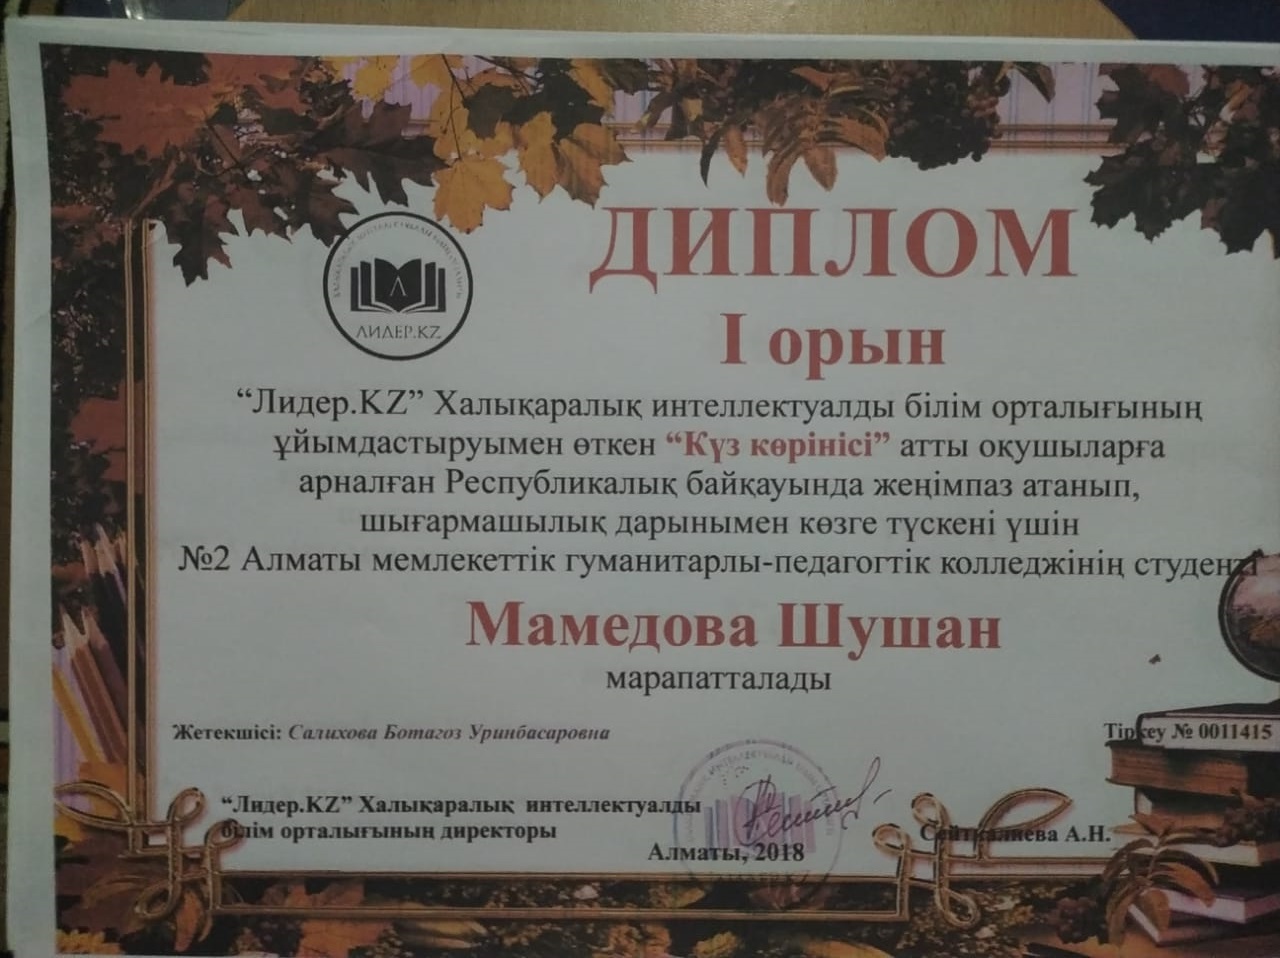 ДИПЛОМ
І орын
ЛИДЕР.KZ
“Лидер.KZ” Халықаралық интеллектуалды білім орталығының
ұйымдастыруымен өткен “Күз көрінісі” атты оқушыларға
арналған Республикалық байқауында жеңімпаз атанып,
шығармашылық дарынымен көзге түскені үшін
№2 Алматы мемлекеттік гуманитарлы-педагогтік колледжінің студенті
Мамедова Шушан
марапатталады
Жетекшісі: Салихова Ботагоз Уринбасаровна
Тіркеу № 0011415
“Лидер.KZ” Халықаралық интеллектуалды
білім орталығының директоры
Сейткалиева А.Н.
Алматы, 2018